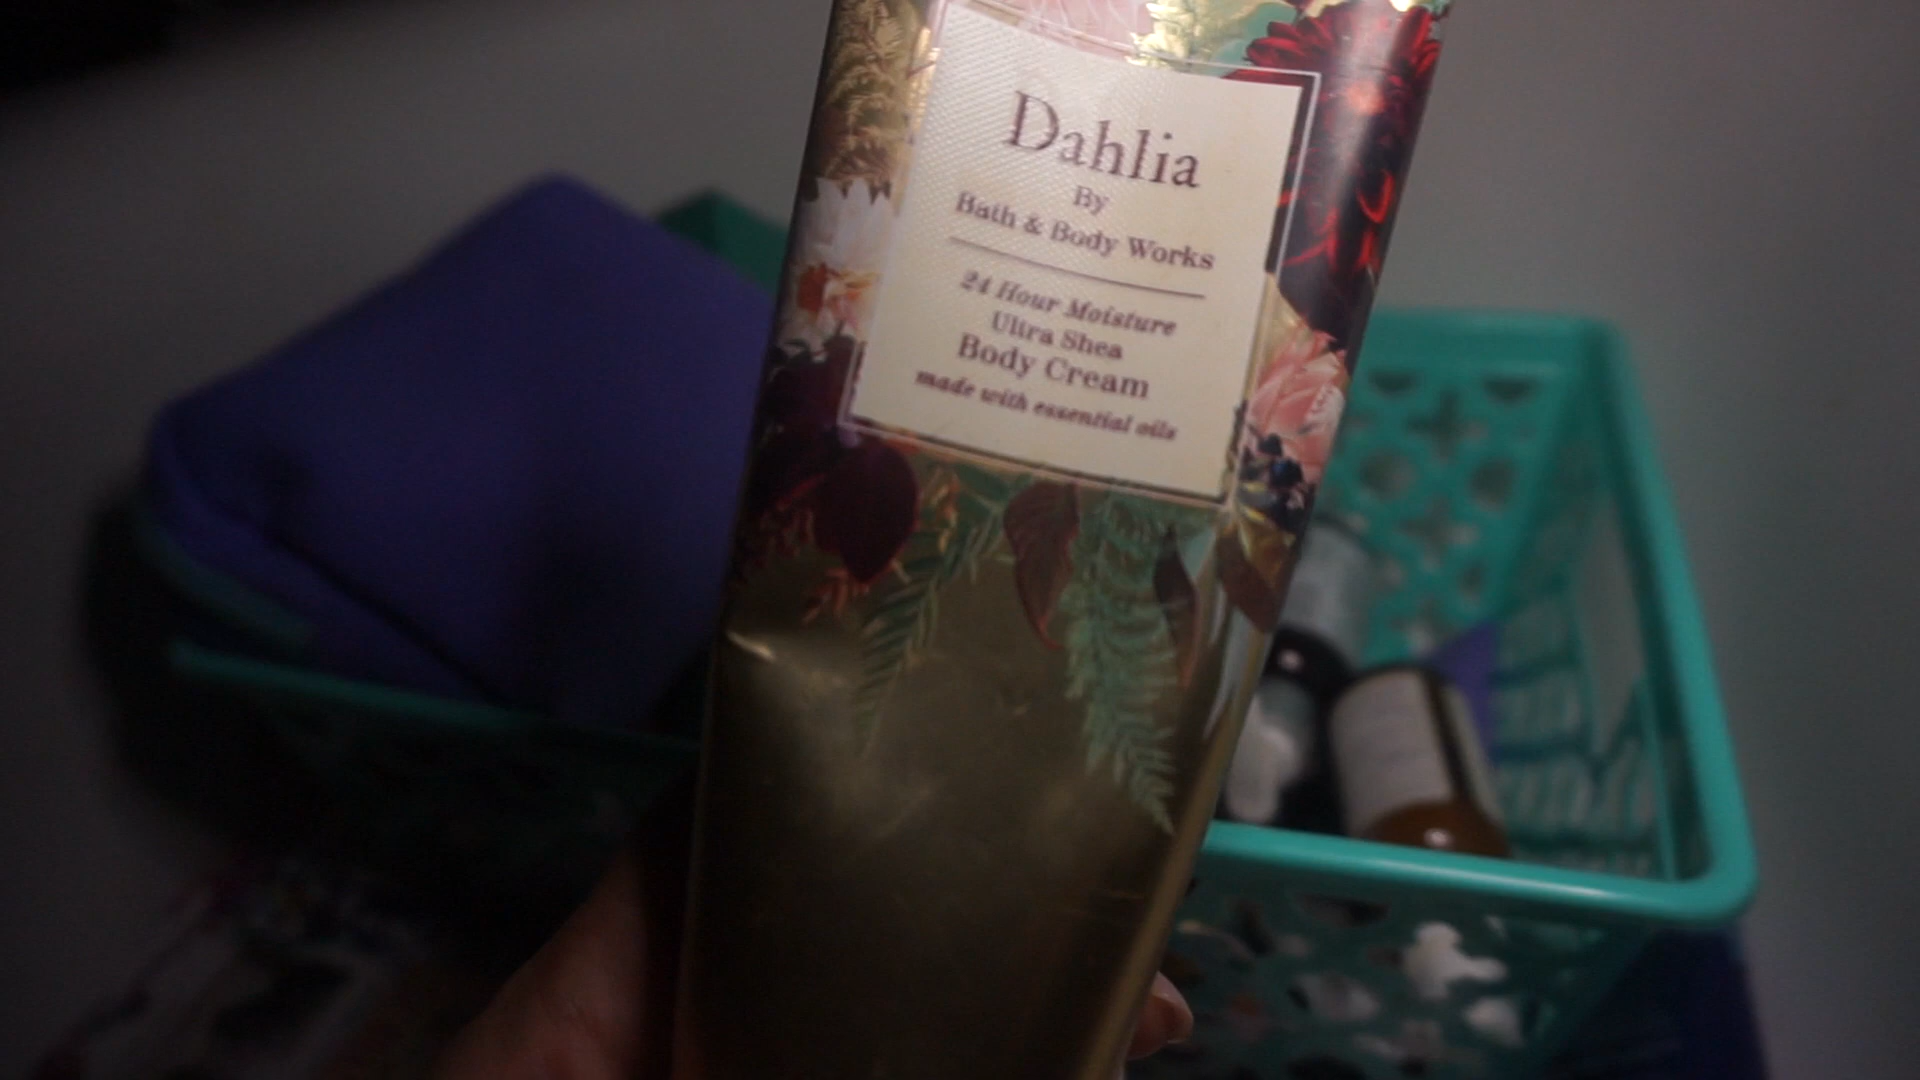 Dahlia
By
Bath & Body Works
24 Hour Moisture
Ultra Shea
Body Cream
made with essential oils